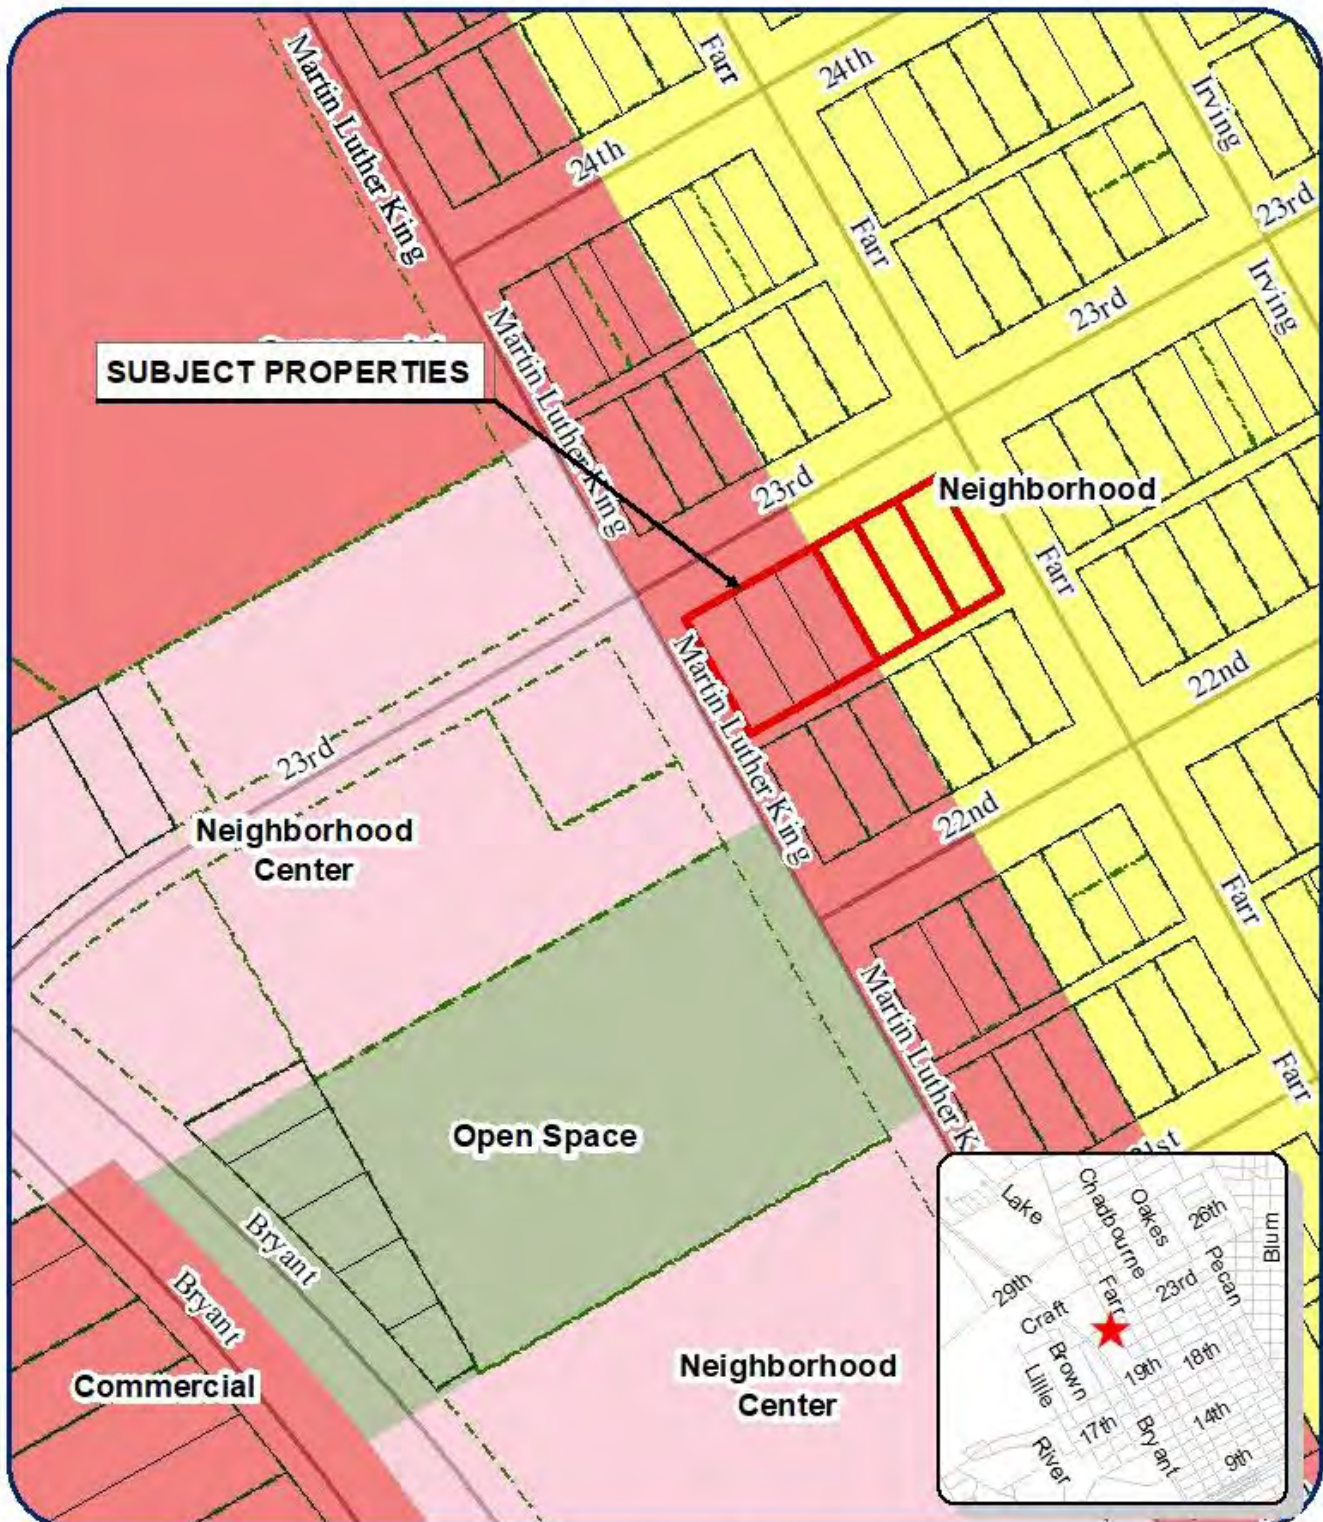 Farr
24th
Irving
Martin Luther King
24th
23rd
Farr
Irving
23rd
Martin Luther King
SUBJECT PROPERTIES
23rd
Neighborhood
Farr
22nd
Martin Luther King
23rd
22nd
Neighborhood
Center
Farr
Martin Luther K
Farr
Open Space
Bryant
Bryant
Commercial
Neighborhood
Center
Lake
Chadbourne
Oakes
26th
Blum
Pecan
29th
Farr
23rd
Craft
Brown
Lillie
19th
18th
17th
Bryant
14th
River
9th